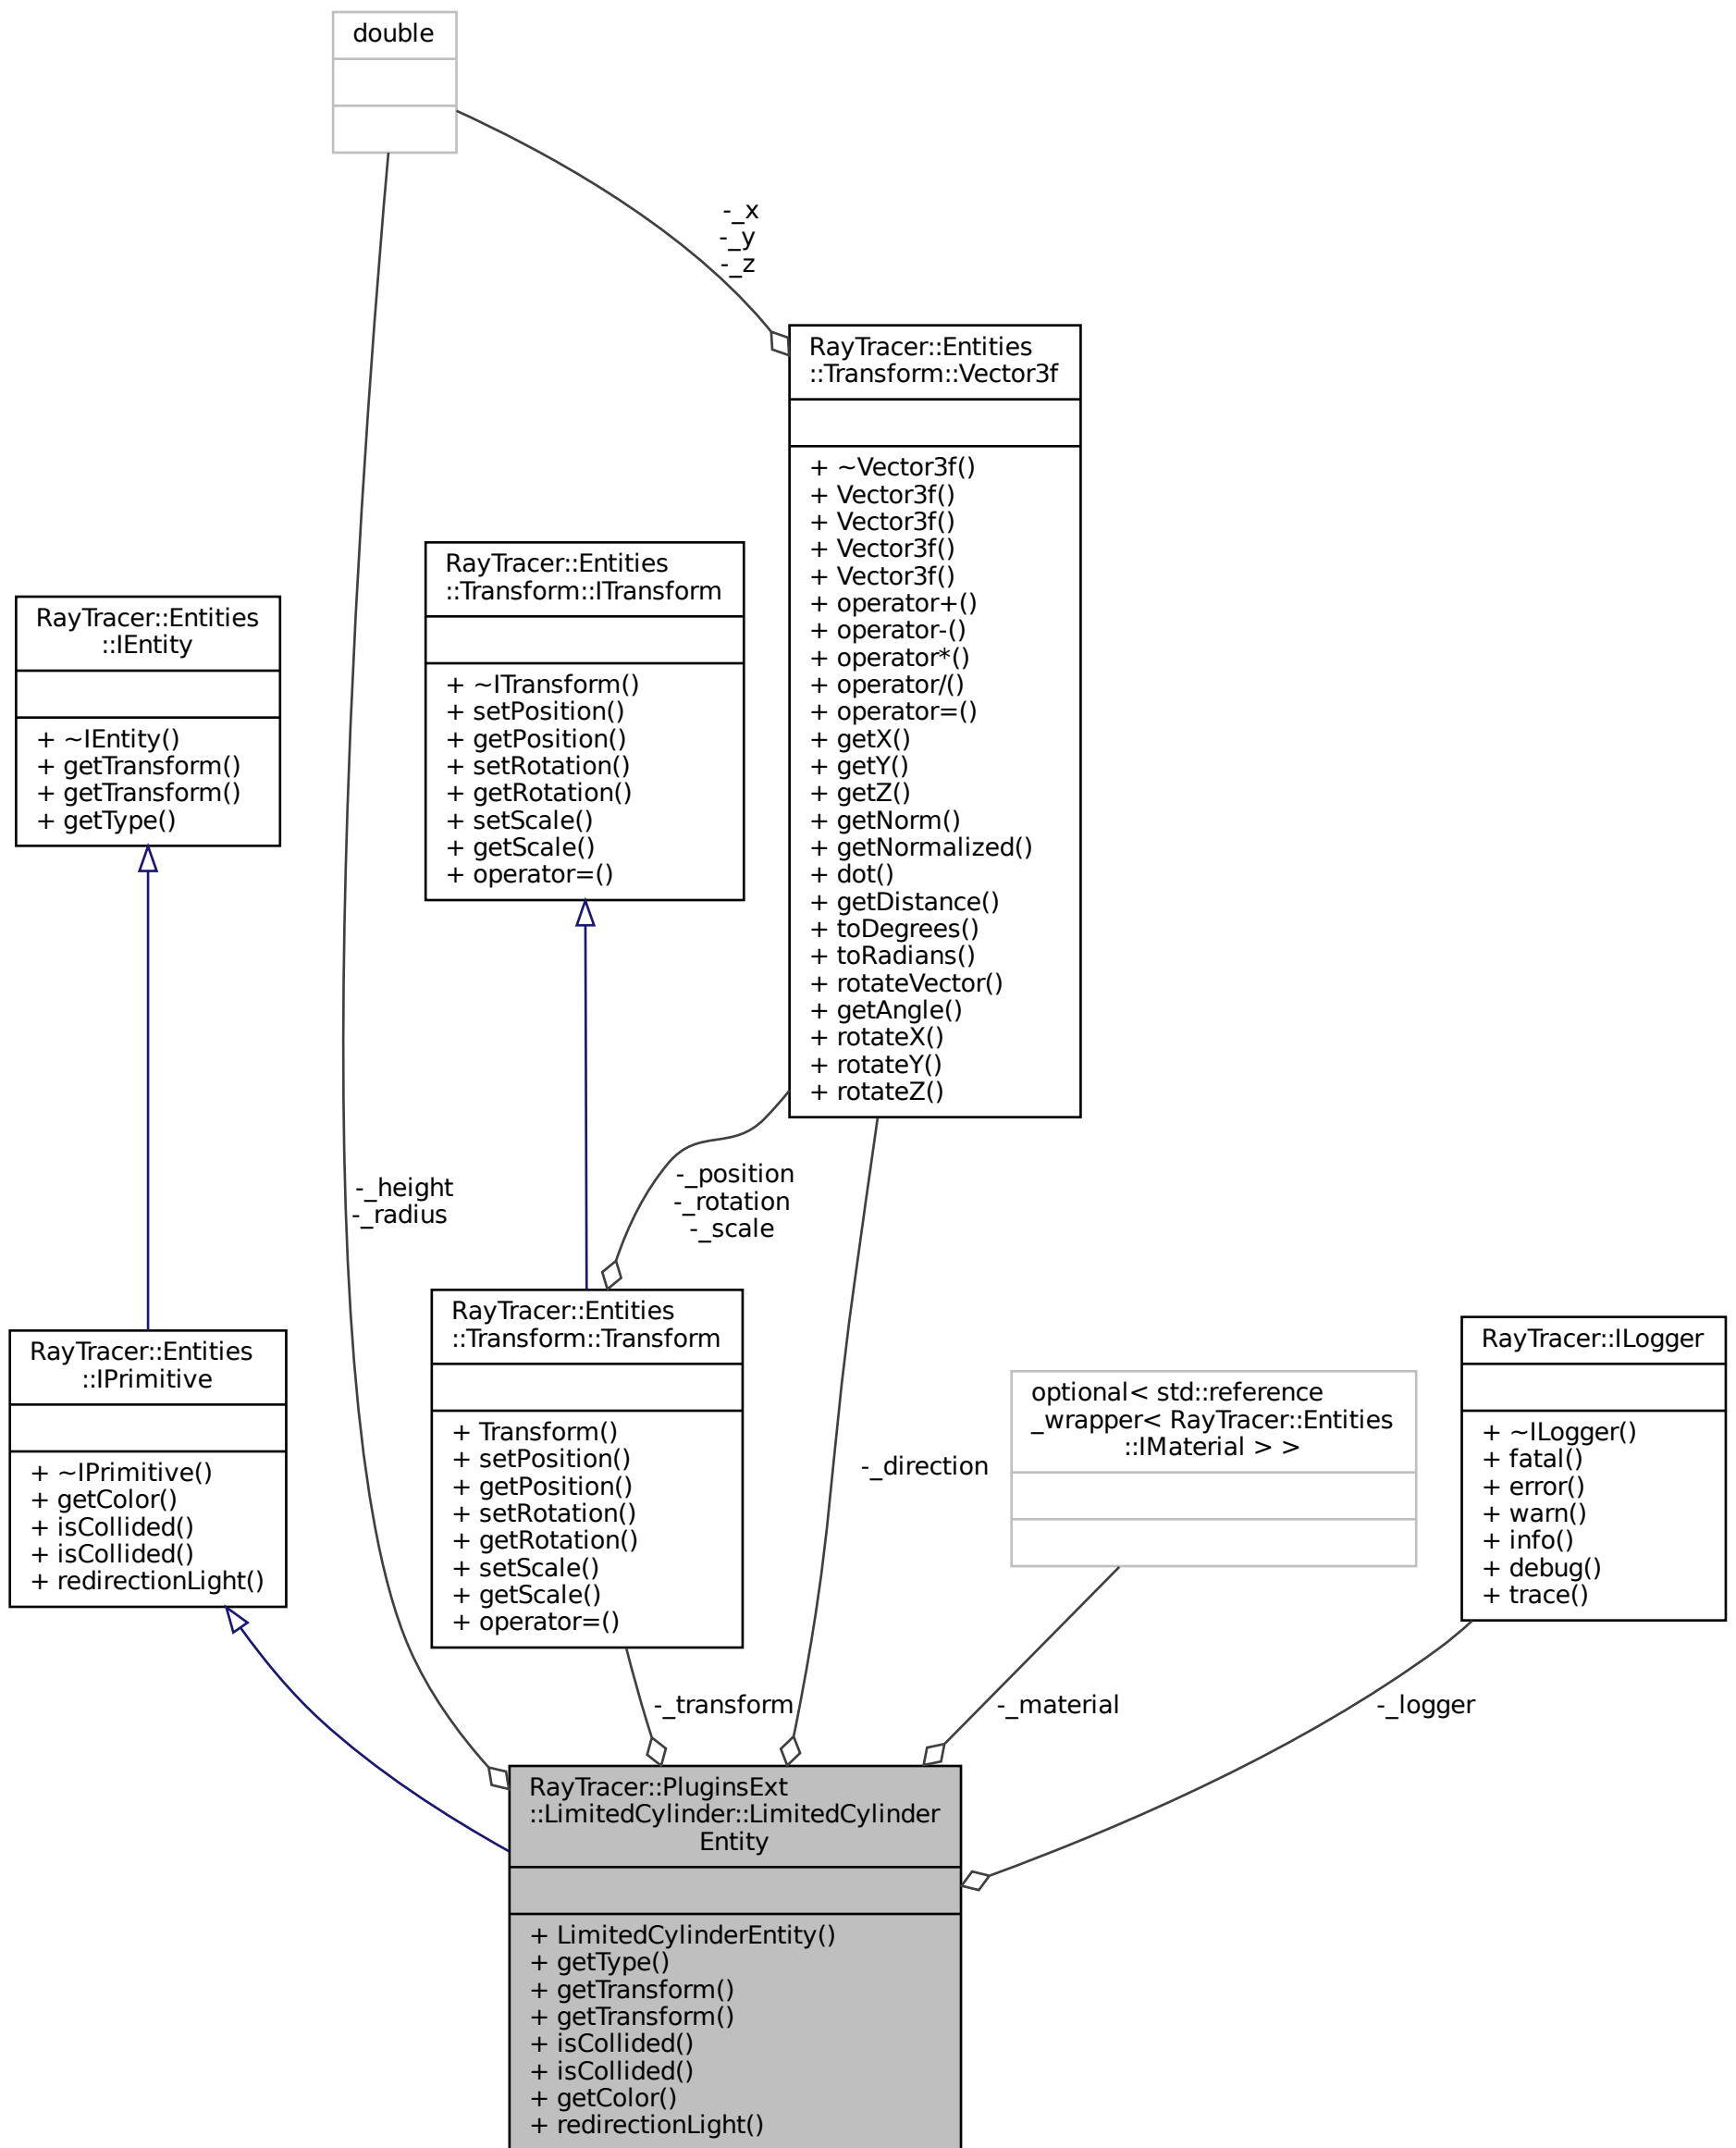 double
-_x
-_y
-_z
RayTracer::Entities
::Transform::Vector3f
+ ~Vector3f()
+ Vector3f()
+ Vector3f()
+ Vector3f()
+ Vector3f()
+ operator+()
+ operator-()
+ operator*()
+ operator/()
+ operator=()
+ getX()
+ getY()
+ getZ()
+ getNorm()
+ getNormalized()
+ dot()
+ getDistance()
+ toDegrees()
+ toRadians()
+ rotateVector()
+ getAngle()
+ rotateX()
+ rotateY()
+ rotateZ()
RayTracer::Entities
::Transform::ITransform
+ ~ITransform()
+ setPosition()
+ getPosition()
+ setRotation()
+ getRotation()
+ setScale()
+ getScale()
+ operator=()
RayTracer::Entities
::IEntity
+ ~IEntity()
+ getTransform()
+ getTransform()
+ getType()
-_height
-_radius
-_position
-_rotation
-_scale
RayTracer::Entities
::IPrimitive
+ ~IPrimitive()
+ getColor()
+ isCollided()
+ isCollided()
+ redirectionLight()
RayTracer::Entities
::Transform::Transform
+ Transform()
+ setPosition()
+ getPosition()
+ setRotation()
+ getRotation()
+ setScale()
+ getScale()
+ operator=()
-_direction
optional< std::reference
_wrapper< RayTracer::Entities
::IMaterial > >
RayTracer::ILogger
+ ~ILogger()
+ fatal()
+ error()
+ warn()
+ info()
+ debug()
+ trace()
-_transform
-_material
-_logger
RayTracer::PluginsExt
::LimitedCylinder::LimitedCylinder
Entity
+ LimitedCylinderEntity()
+ getType()
+ getTransform()
+ getTransform()
+ isCollided()
+ isCollided()
+ getColor()
+ redirectionLight()